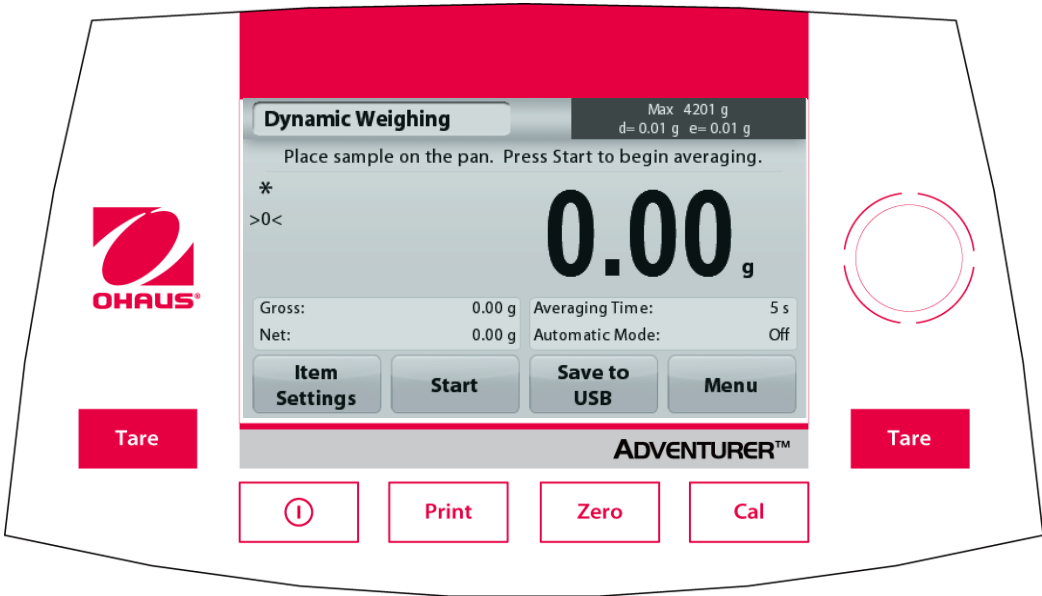 Dynamic Weighing
Max 4201 g
d= 0.01 g e= 0.01 g
Place sample on the pan. Press Start to begin averaging.
*
>0<
0.00 g
OHAUS®
Gross: 0.00 g
Net: 0.00 g
Averaging Time: 5 s
Automatic Mode: Off
Item
Settings
Start
Save to
USB
Menu
Tare
ADVENTURER™
Tare
Print
Zero
Cal